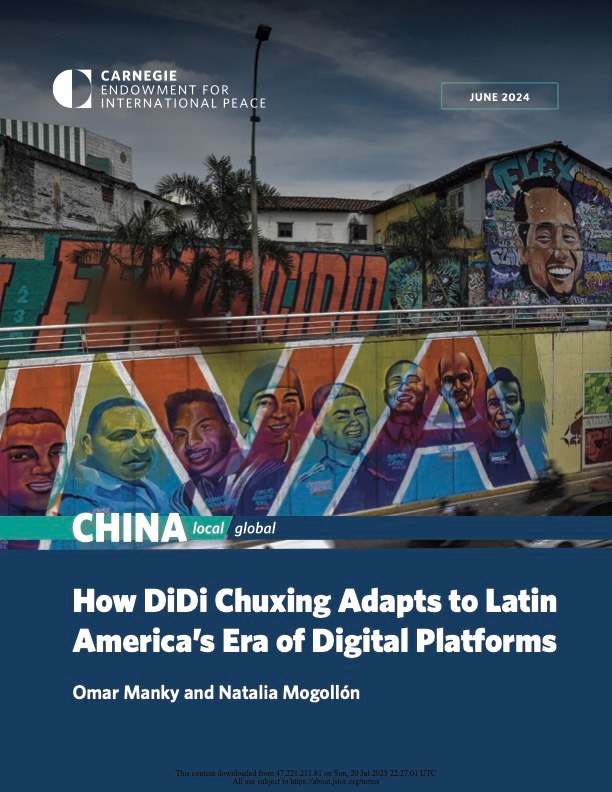 CARNEGIE
ENDOWMENT FOR
INTERNATIONAL PEACE
JUNE 2024
FLEX
CHINA local global
How DiDi Chuxing Adapts to Latin
America’s Era of Digital Platforms
Omar Manky and Natalia Mogollón
This content downloaded from 47.221.211.81 on Sun, 20 Jul 2025 22:27:01 UTC
All use subject to https://about.jstor.org/terms